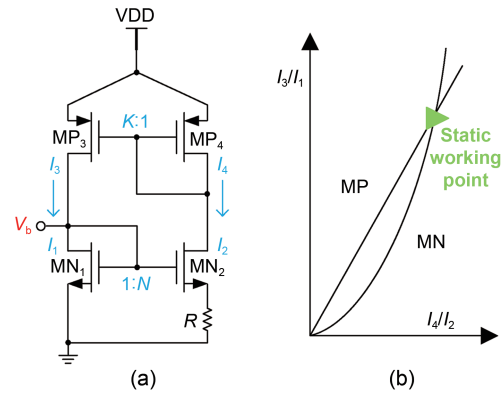 VDD
MP3
K:1
MP4
I3
I4
Vb
I1
I2
MN1
1:N
MN2
R
(a)
I3/I1
Static
working
point
MP
MN
I4/I2
(b)